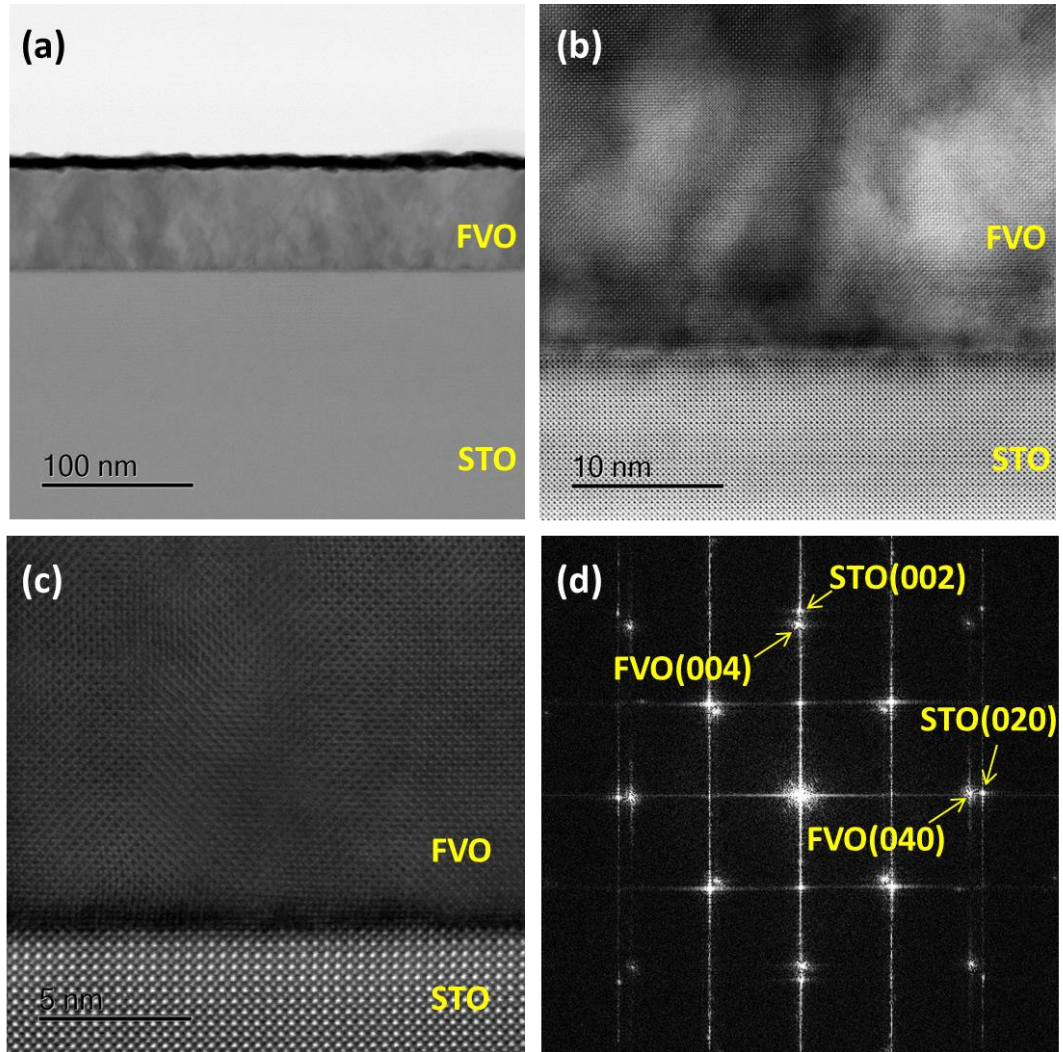 (a)
FVO
STO
100 nm
(b)
FVO
STO
10 nm
(c)
FVO
STO
5 nm
(d)
STO(002)
FVO(004)
STO(020)
FVO(040)